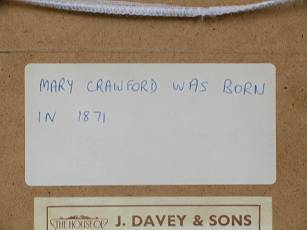 MARY CRAWFORD WAS BORN
IN 1871
THE HOUSE OF
J. DAVEY & SONS